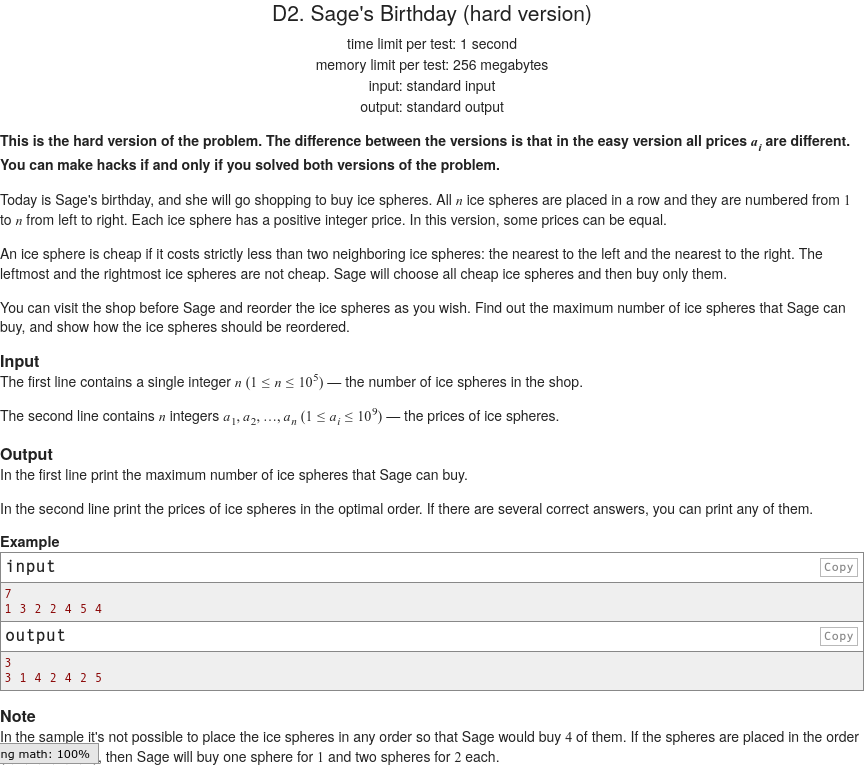 D2. Sage's Birthday (hard version)
time limit per test: 1 second
memory limit per test: 256 megabytes
input: standard input
output: standard output
This is the hard version of the problem. The difference between the versions is that in the easy version all prices a_i are different.
You can make hacks if and only if you solved both versions of the problem.
Today is Sage's birthday, and she will go shopping to buy ice spheres. All n ice spheres are placed in a row and they are numbered from 1
to n from left to right. Each ice sphere has a positive integer price. In this version, some prices can be equal.
An ice sphere is cheap if it costs strictly less than two neighboring ice spheres: the nearest to the left and the nearest to the right. The
leftmost and the rightmost ice spheres are not cheap. Sage will choose all cheap ice spheres and then buy only them.
You can visit the shop before Sage and reorder the ice spheres as you wish. Find out the maximum number of ice spheres that Sage can
buy, and show how the ice spheres should be reordered.
Input
The first line contains a single integer n (1 ≤ n ≤ 10^5) — the number of ice spheres in the shop.
The second line contains n integers a_1, a_2, …, a_n (1 ≤ a_i ≤ 10^9) — the prices of ice spheres.
Output
In the first line print the maximum number of ice spheres that Sage can buy.
In the second line print the prices of ice spheres in the optimal order. If there are several correct answers, you can print any of them.
Example
input Copy
7
1 3 2 2 4 5 4
output Copy
3
3 1 4 2 4 2 5
Note
In the sample it's not possible to place the ice spheres in any order so that Sage would buy 4 of them. If the spheres are placed in the order
ng math: 100% , then Sage will buy one sphere for 1 and two spheres for 2 each.